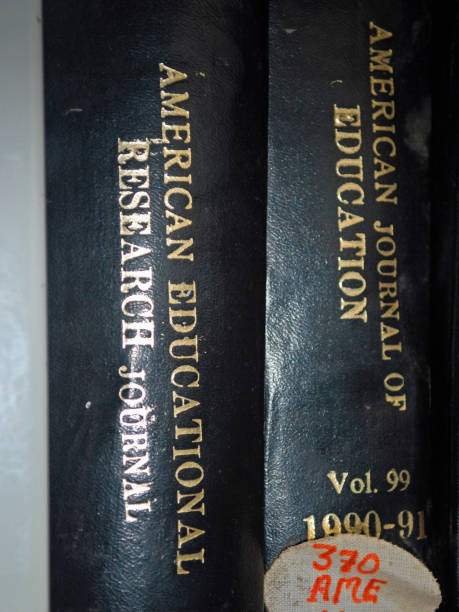 AMERICAN EDUCATIONAL
RESEARCH JOURNAL
AMERICAN JOURNAL OF
EDUCATION
Vol. 99
1990-91
370
AME